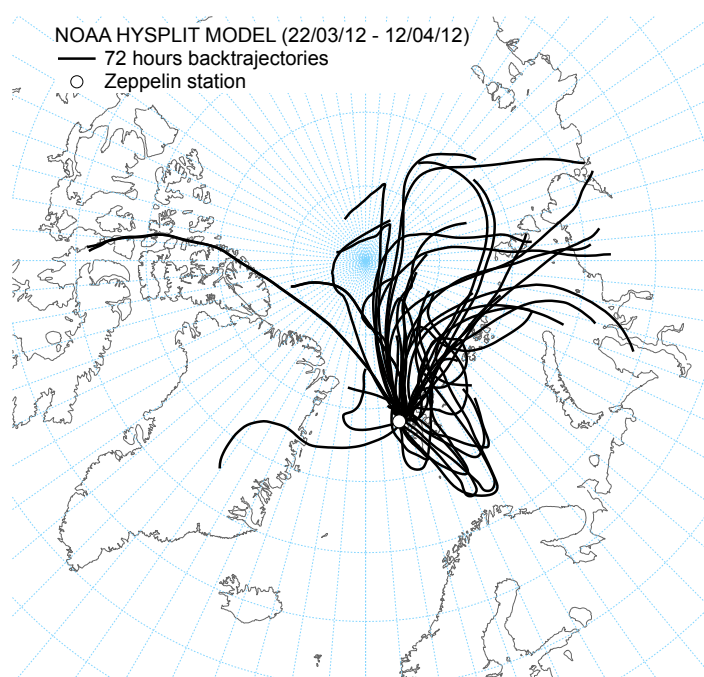 NOAA HYSPLIT MODEL (22/03/12 - 12/04/12)
72 hours backtrajectories
Zeppelin station